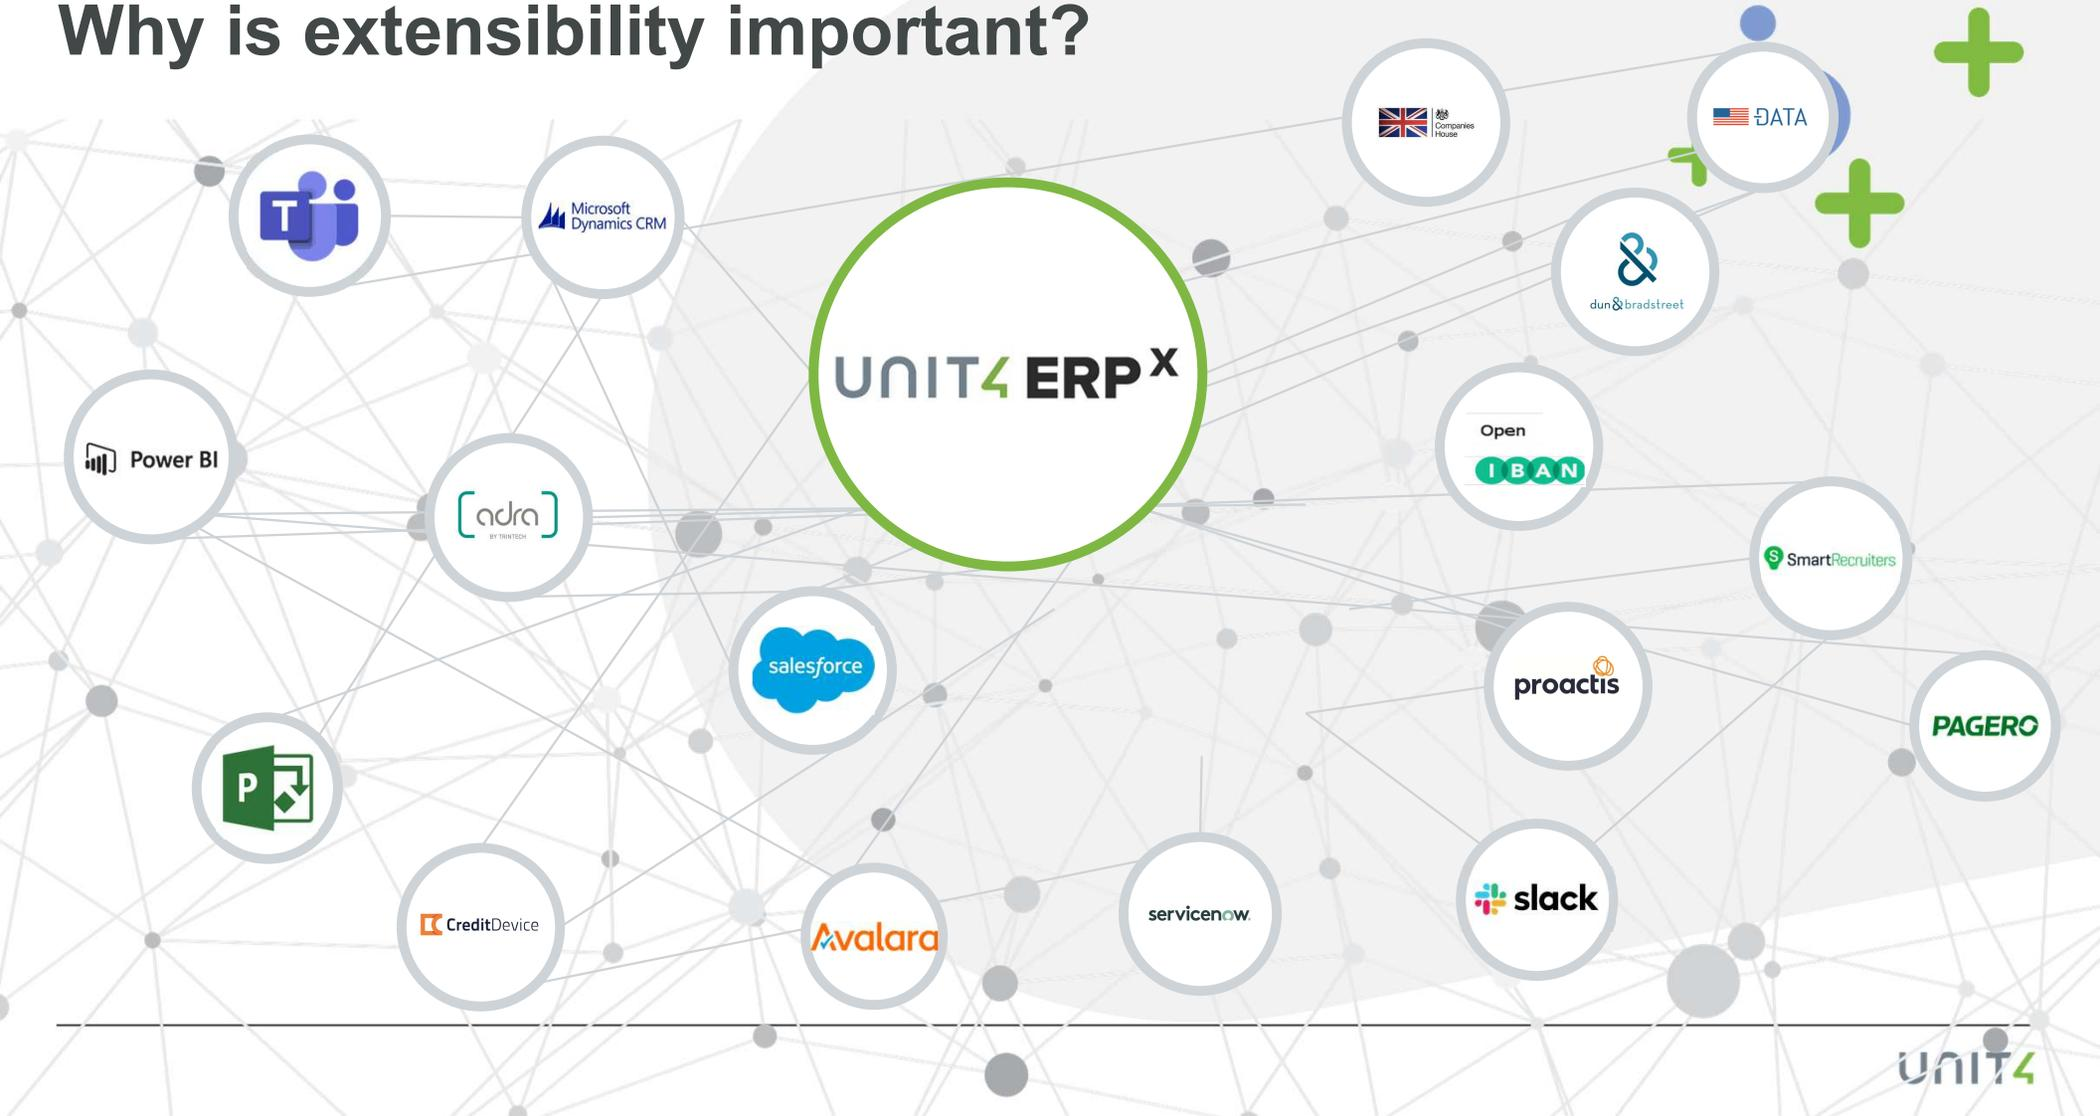 Why is extensibility important?
Companies
House
DATA
T
Microsoft
Dynamics CRM
dun&bradstreet
UNIT4 ERPx
Power BI
Open
IBAN
adra
BY TRINTECH
S SmartRecruiters
salesforce
proactis
PAGERO
P
CreditDevice
Avalara
servicenow
slack
UNIT4